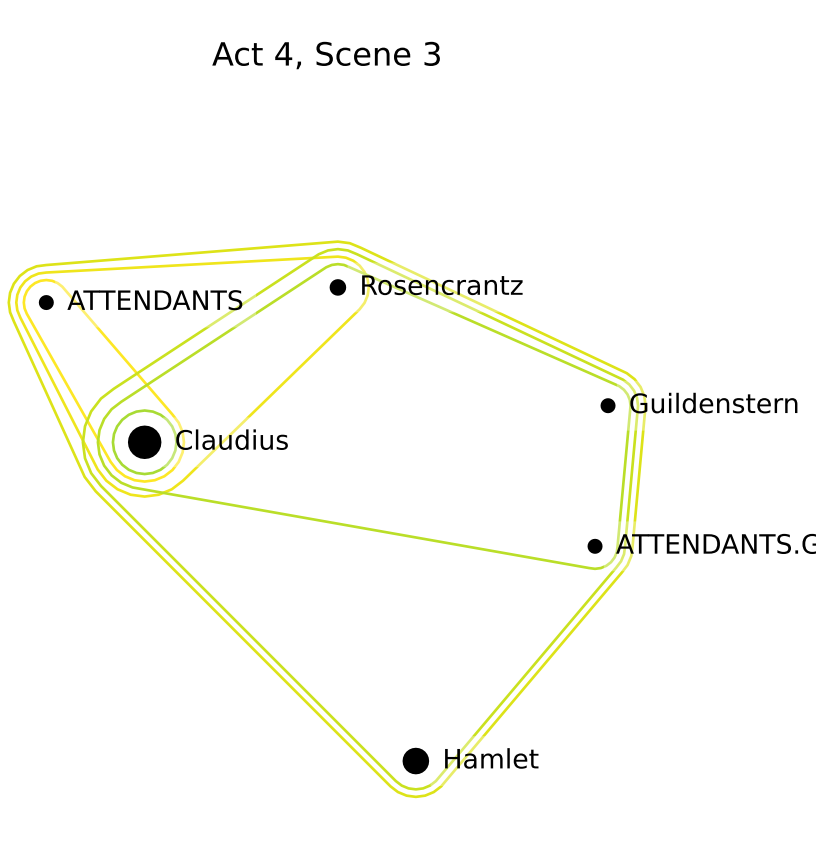 Act 4, Scene 3
Rosencrantz
ATTENDANTS
Guildenstern
Claudius
ATTENDANTS.G
Hamlet